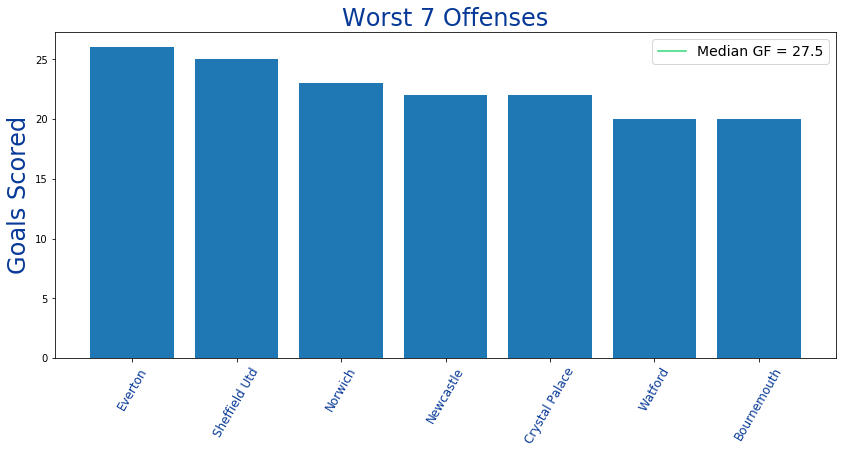 Worst 7 Offenses
Median GF = 27.5
Goals Scored
25
20
15
10
5
0
Everton
Sheffield Utd
Norwich
Newcastle
Crystal Palace
Watford
Bournemouth